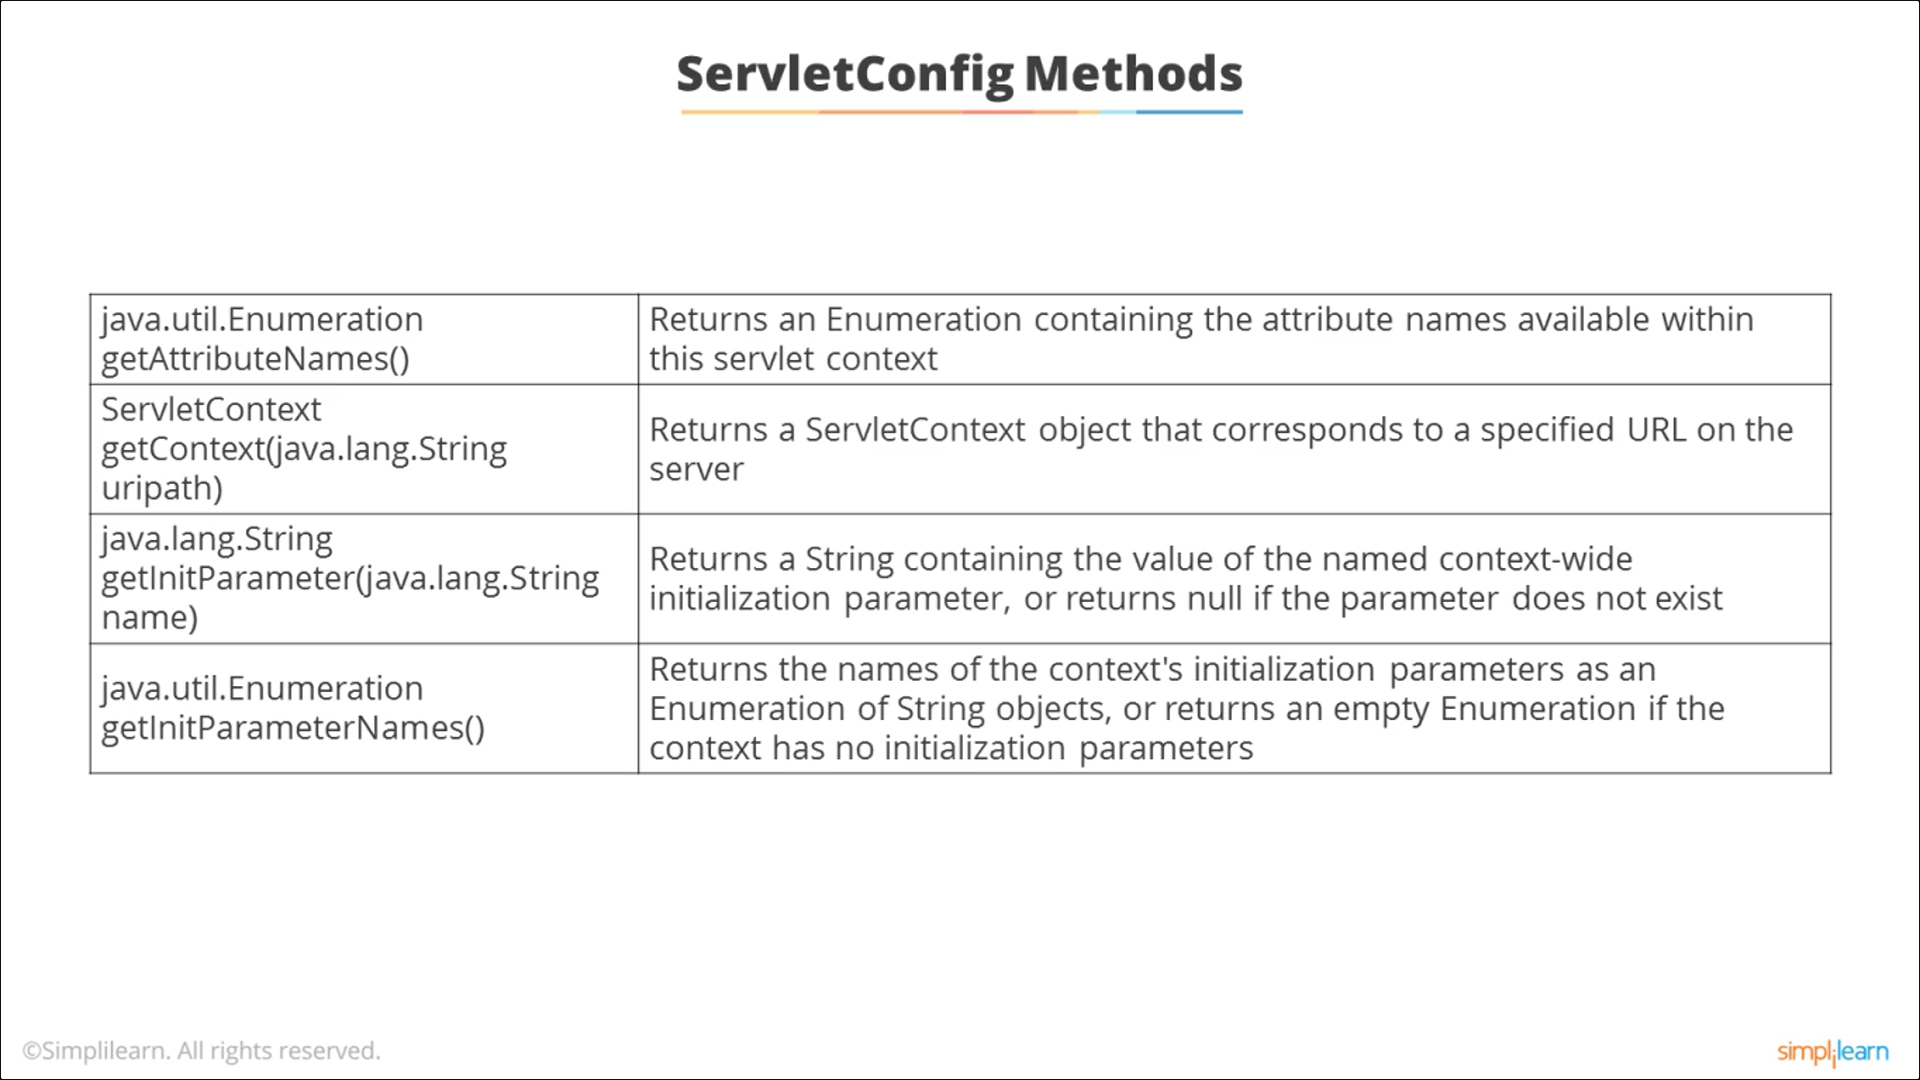 ServletConfig Methods
java.util.Enumeration
getAttributeNames()
Returns an Enumeration containing the attribute names available within
this servlet context
ServletContext
getContext(java.lang.String
uripath)
Returns a ServletContext object that corresponds to a specified URL on the
server
java.lang.String
getInitParameter(java.lang.String
name)
Returns a String containing the value of the named context-wide
initialization parameter, or returns null if the parameter does not exist
java.util.Enumeration
getInitParameterNames()
Returns the names of the context's initialization parameters as an
Enumeration of String objects, or returns an empty Enumeration if the
context has no initialization parameters
©Simplilearn. All rights reserved.
simplilearn